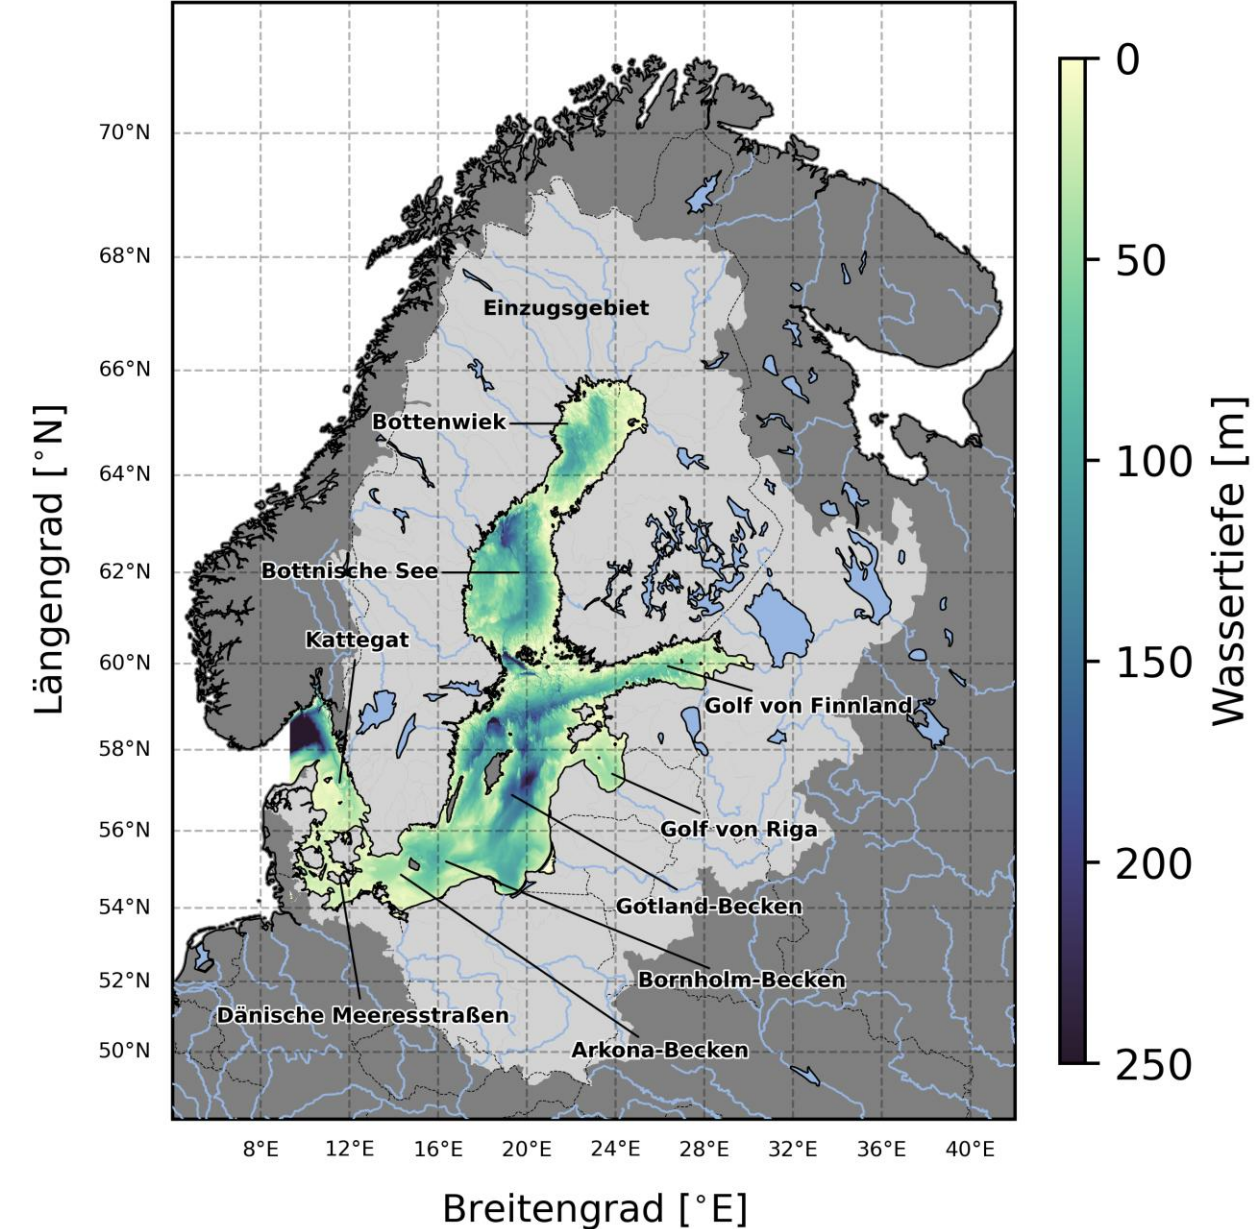 0
70°N
50
68°N
Einzugsgebiet
66°N
Bottenwiek
64°N
100
Längengrad [°N]
Wassertiefe [m]
62°N
Bottnische See
Kattegat
60°N
150
Golf von Finnland
58°N
56°N
Golf von Riga
200
54°N
Gotland-Becken
52°N
Bornholm-Becken
Dänische Meeresstraßen
50°N
Arkona-Becken
250
8°E 12°E 16°E 20°E 24°E 28°E 32°E 36°E 40°E
Breitengrad [°E]